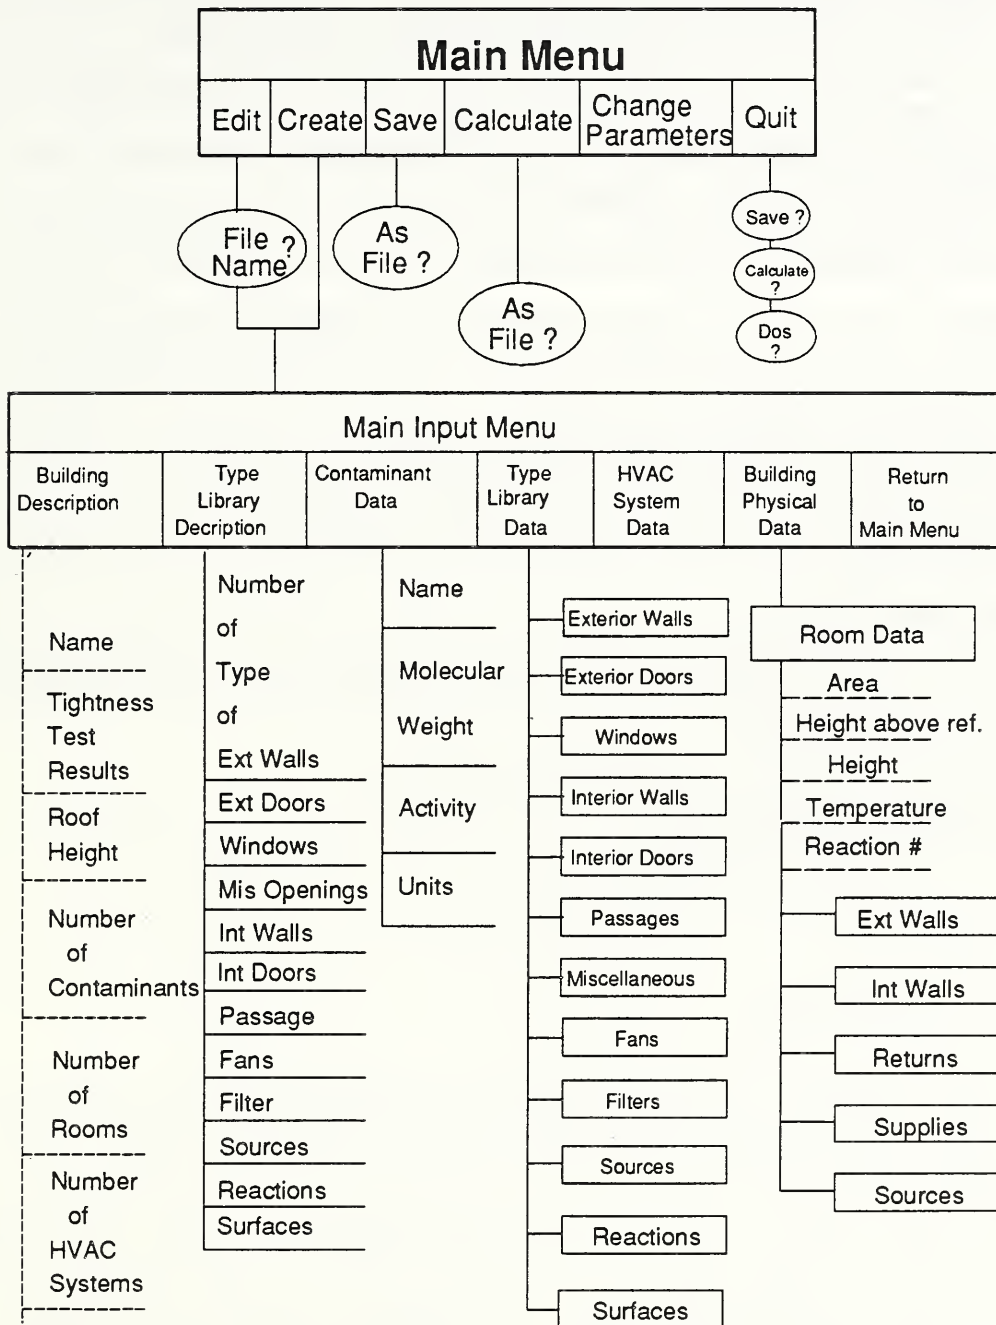 Main Menu
Edit
Create
Save
Calculate
Change
Parameters
Quit
File ?
Name
As
File ?
As
File ?
Save ?
Calculate
?
Dos
?
Main Input Menu
Building
Description
Type
Library
Decription
Contaminant
Data
Type
Library
Data
HVAC
System
Data
Building
Physical
Data
Return
to
Main Menu
Name
Tightness
Test
Results
Roof
Height
Number
of
Contaminants
Number
of
Rooms
Number
of
HVAC
Systems
Number
of
Type
of
Ext Walls
Ext Doors
Windows
Mis Openings
Int Walls
Int Doors
Passage
Fans
Filter
Sources
Reactions
Surfaces
Name
Molecular
Weight
Activity
Units
Exterior Walls
Exterior Doors
Windows
Interior Walls
Interior Doors
Passages
Miscellaneous
Fans
Filters
Sources
Reactions
Surfaces
Room Data
Area
Height above ref.
Height
Temperature
Reaction #
Ext Walls
Int Walls
Returns
Supplies
Sources